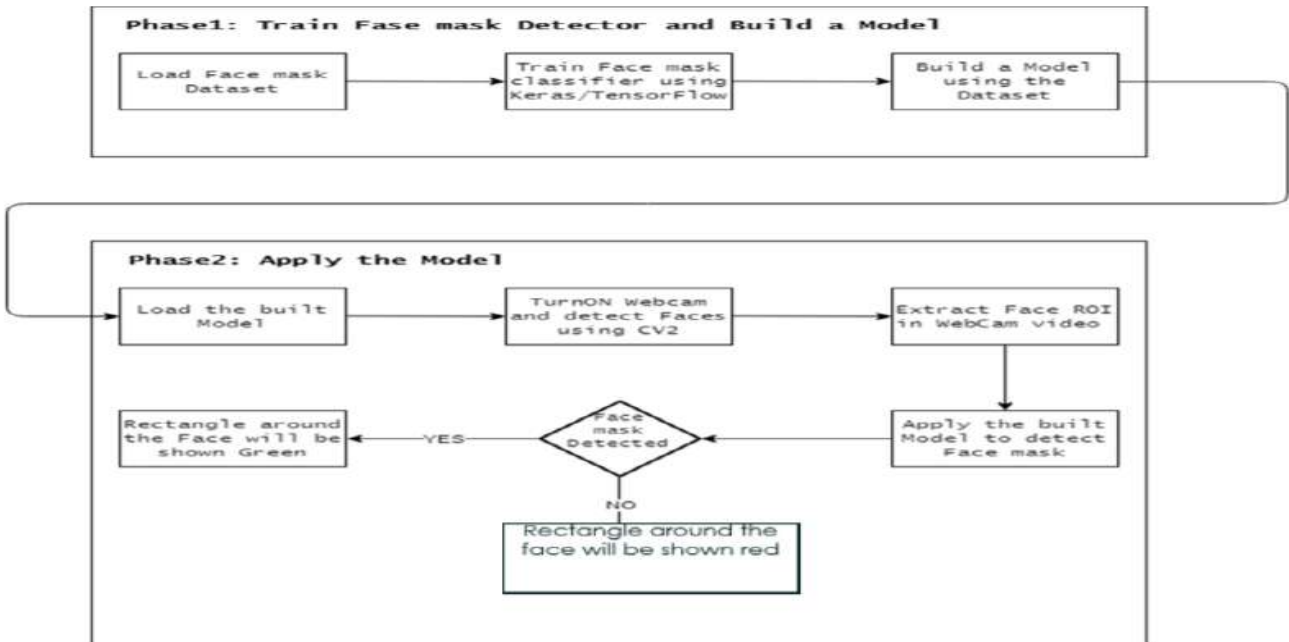 Phase1: Train Fase mask Detector and Build a Model
Load Face mask
Dataset
Train Face mask
classifier using
Keras/TensorFlow
Build a Model
using the
Dataset
Phase2: Apply the Model
Load the built
Model
TurnON Webcam
and detect Faces
using CV2
Extract Face ROI
in WebCam video
Rectangle around
the Face will be
shown Green
YES
Face
mask
Detected
Apply the built
Model to detect
Face mask
NO
Rectangle around the
face will be shown red